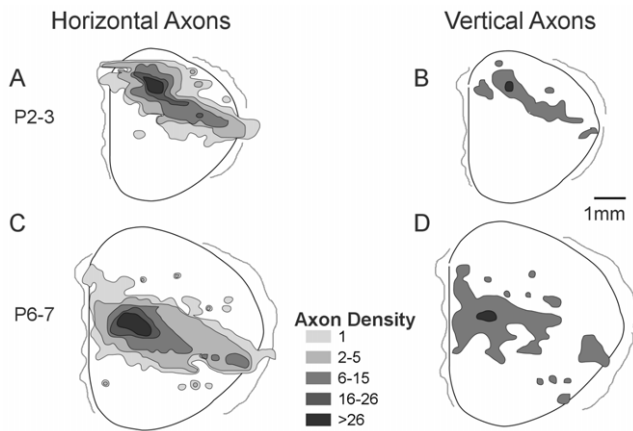 Horizontal Axons
Vertical Axons
A
B
P2-3
1mm
C
D
P6-7
Axon Density
1
2-5
6-15
16-26
>26